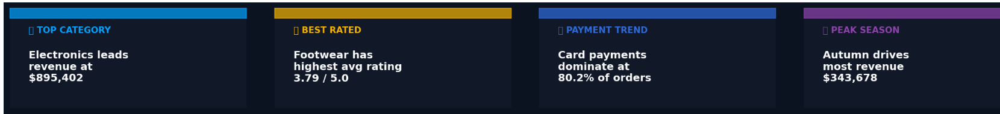 TOP CATEGORY
Electronics leads
revenue at
$895,402
BEST RATED
Footwear has
highest avg rating
3.79 / 5.0
PAYMENT TREND
Card payments
dominate at
80.2% of orders
PEAK SEASON
Autumn drives
most revenue
$343,678